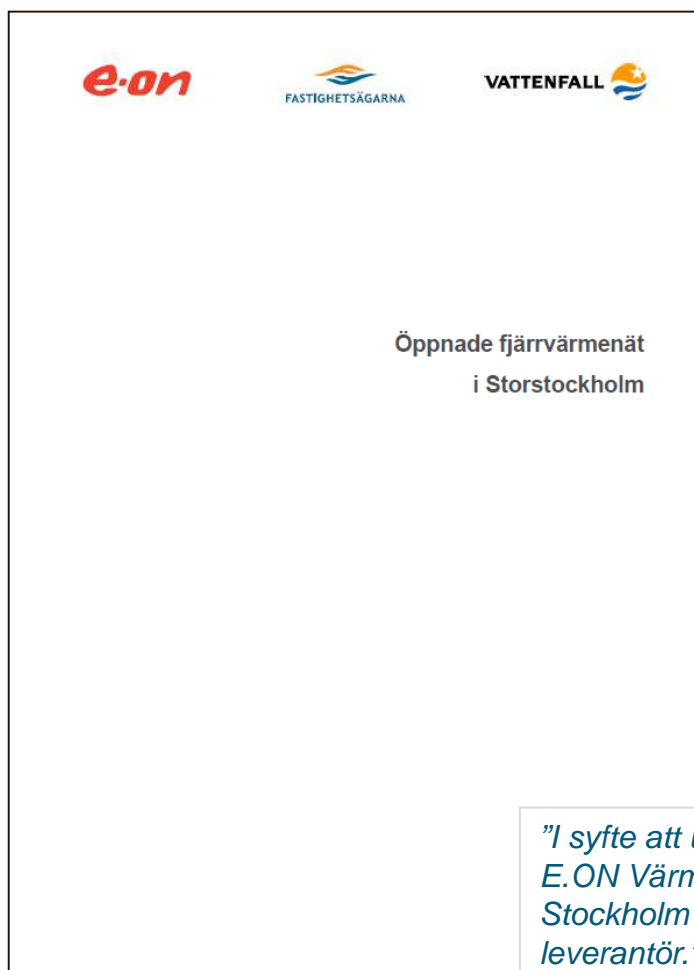 e·on
FASTIGHETSÄGARNA
VATTENFALL
Öppnade fjärrvärmenät
i Storstockholm
”I syfte att
E.ON Värm
Stockholm
leverantör.